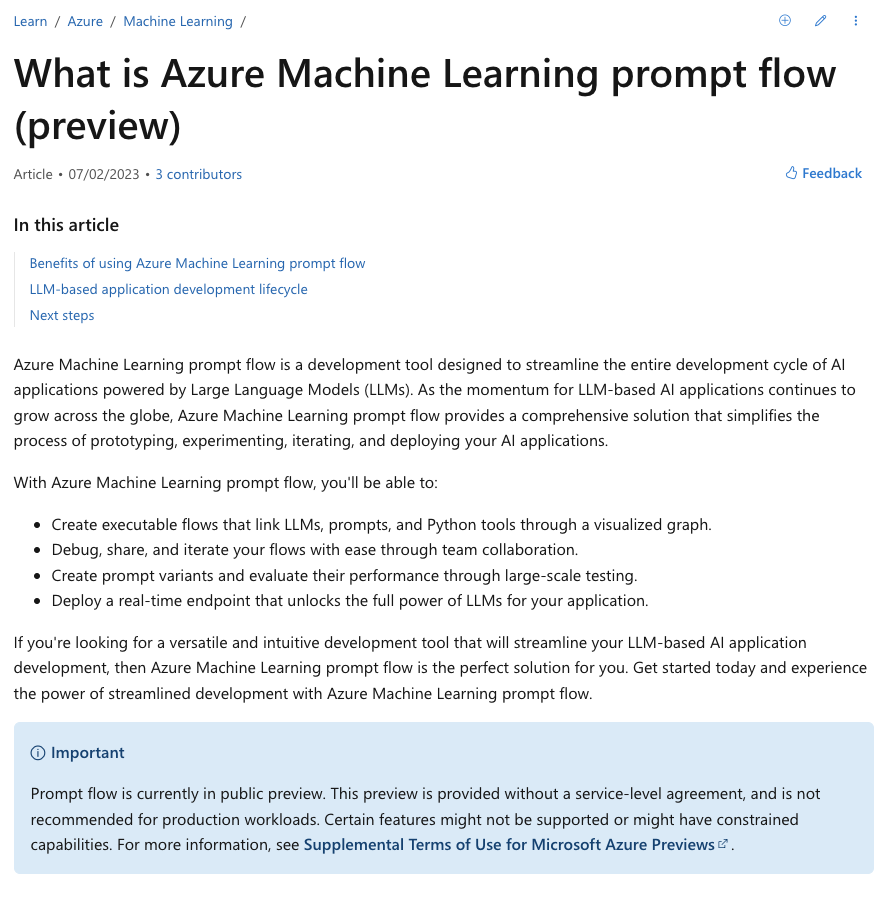 Learn / Azure / Machine Learning /
What is Azure Machine Learning prompt flow
(preview)
Article • 07/02/2023 • 3 contributors
Feedback
In this article
Benefits of using Azure Machine Learning prompt flow
LLM-based application development lifecycle
Next steps
Azure Machine Learning prompt flow is a development tool designed to streamline the entire development cycle of AI
applications powered by Large Language Models (LLMs). As the momentum for LLM-based AI applications continues to
grow across the globe, Azure Machine Learning prompt flow provides a comprehensive solution that simplifies the
process of prototyping, experimenting, iterating, and deploying your AI applications.
With Azure Machine Learning prompt flow, you'll be able to:
• Create executable flows that link LLMs, prompts, and Python tools through a visualized graph.
• Debug, share, and iterate your flows with ease through team collaboration.
• Create prompt variants and evaluate their performance through large-scale testing.
• Deploy a real-time endpoint that unlocks the full power of LLMs for your application.
If you're looking for a versatile and intuitive development tool that will streamline your LLM-based AI application
development, then Azure Machine Learning prompt flow is the perfect solution for you. Get started today and experience
the power of streamlined development with Azure Machine Learning prompt flow.
Important
Prompt flow is currently in public preview. This preview is provided without a service-level agreement, and is not
recommended for production workloads. Certain features might not be supported or might have constrained
capabilities. For more information, see Supplemental Terms of Use for Microsoft Azure Previews.